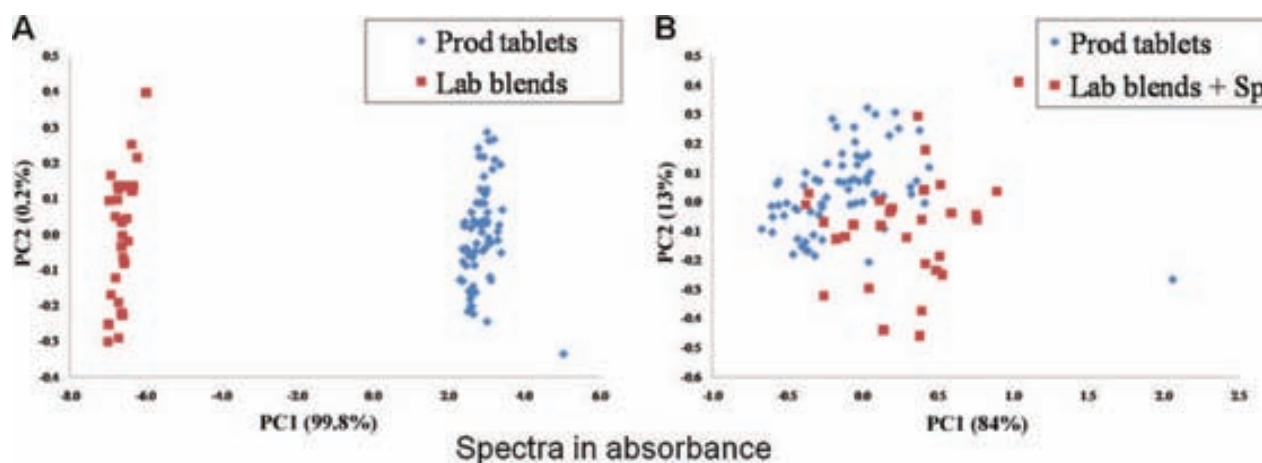 A
Prod tablets
Lab blends
0.5
0.4
0.3
0.2
0.1
0.0
-0.1
-0.2
-0.3
-0.4
PC2 (0.2%)
-8.0 -6.0 -4.0 -2.0 0.0 2.0 4.0 6.0
PC1 (99.8%)
B
Prod tablets
Lab blends + Sp
0.5
0.4
0.3
0.2
0.1
0.0
-0.1
-0.2
-0.3
-0.4
-0.5
-0.6
PC2 (13%)
-1.0 -0.5 0.0 0.5 1.0 1.5 2.0 2.5
PC1 (84%)
Spectra in absorbance